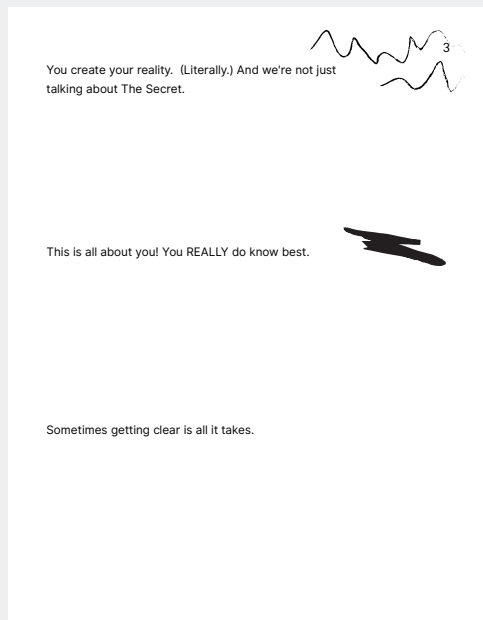 3
You create your reality.  (Literally.) And we're not just
talking about The Secret.
This is all about you! You REALLY do know best.
Sometimes getting clear is all it takes.